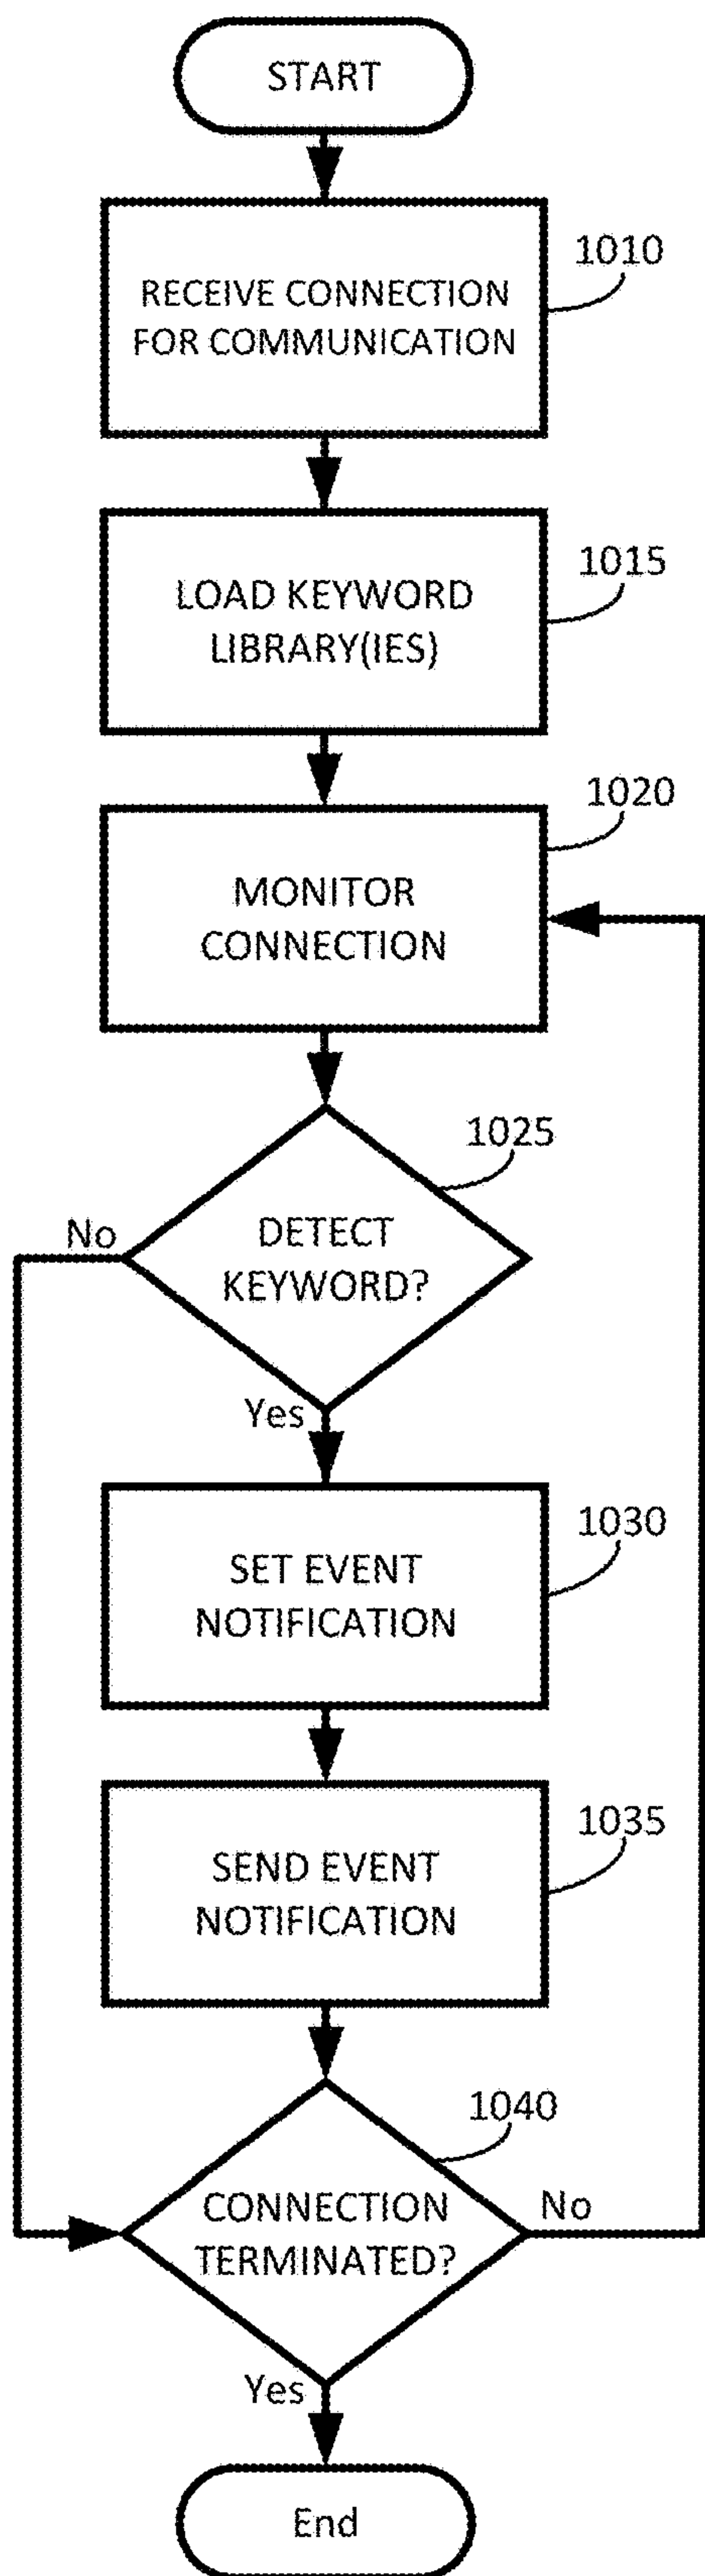 START
1010
RECEIVE CONNECTION
FOR COMMUNICATION
1015
LOAD KEYWORD
LIBRARY(IES)
1020
MONITOR
CONNECTION
1025
No
DETECT
KEYWORD?
Yes
1030
SET EVENT
NOTIFICATION
1035
SEND EVENT
NOTIFICATION
1040
CONNECTION
TERMINATED?
No
Yes
End